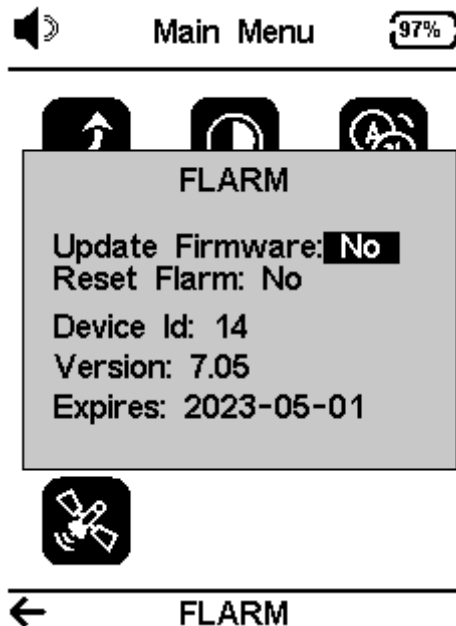 Main Menu
97%
FLARM
Update Firmware: No
Reset Flarm: No
Device Id: 14
Version: 7.05
Expires: 2023-05-01
FLARM